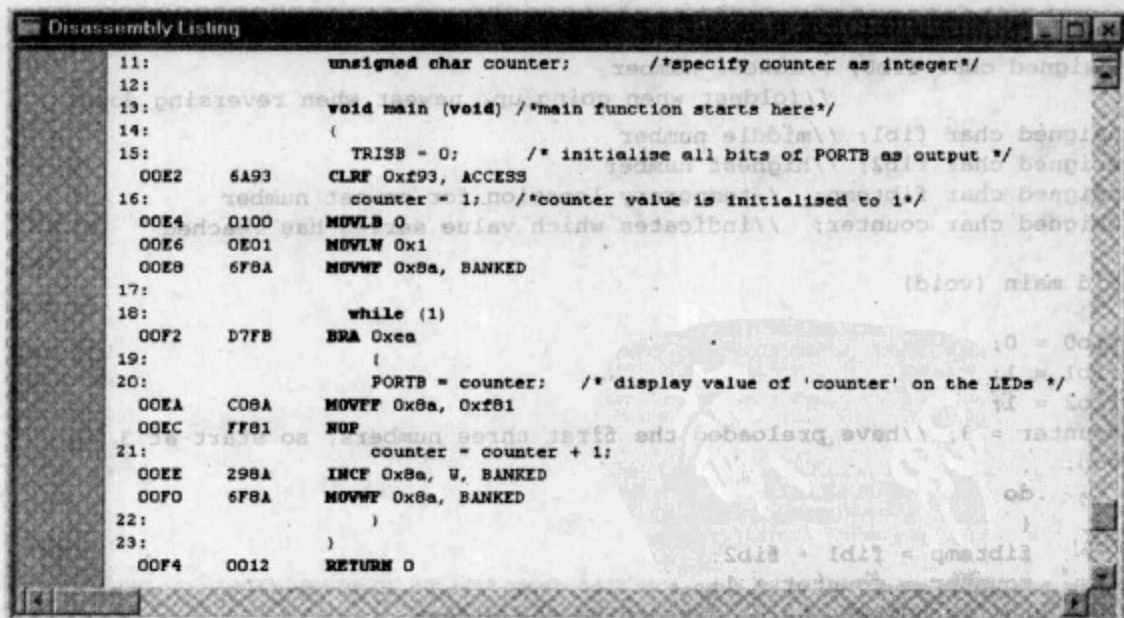 Disassembly Listing
11: unsigned char counter; /*specify counter as integer*/
12:
13: void main (void) /*main function starts here*/
14: {
15: TRISB = 0; /* initialise all bits of PORTB as output */
00E2 6A93 CLRF 0xf93, ACCESS
16: counter = 1; /*counter value is initialised to 1*/
00E4 0100 MOVLB 0
00E6 0E01 MOVLW 0x1
00E8 6F8A MOVWF 0x8a, BANKED
17:
18: while (1)
00F2 D7FB BRA 0xea
19: {
20: PORTB = counter; /* display value of 'counter' on the LEDs */
00EA C08A MOVFF 0x8a, 0xf81
00EC FF81 NOP
21: counter = counter + 1;
00EE 298A INCF 0x8a, W, BANKED
00F0 6F8A MOVWF 0x8a, BANKED
22: }
23: }
00F4 0012 RETURN 0